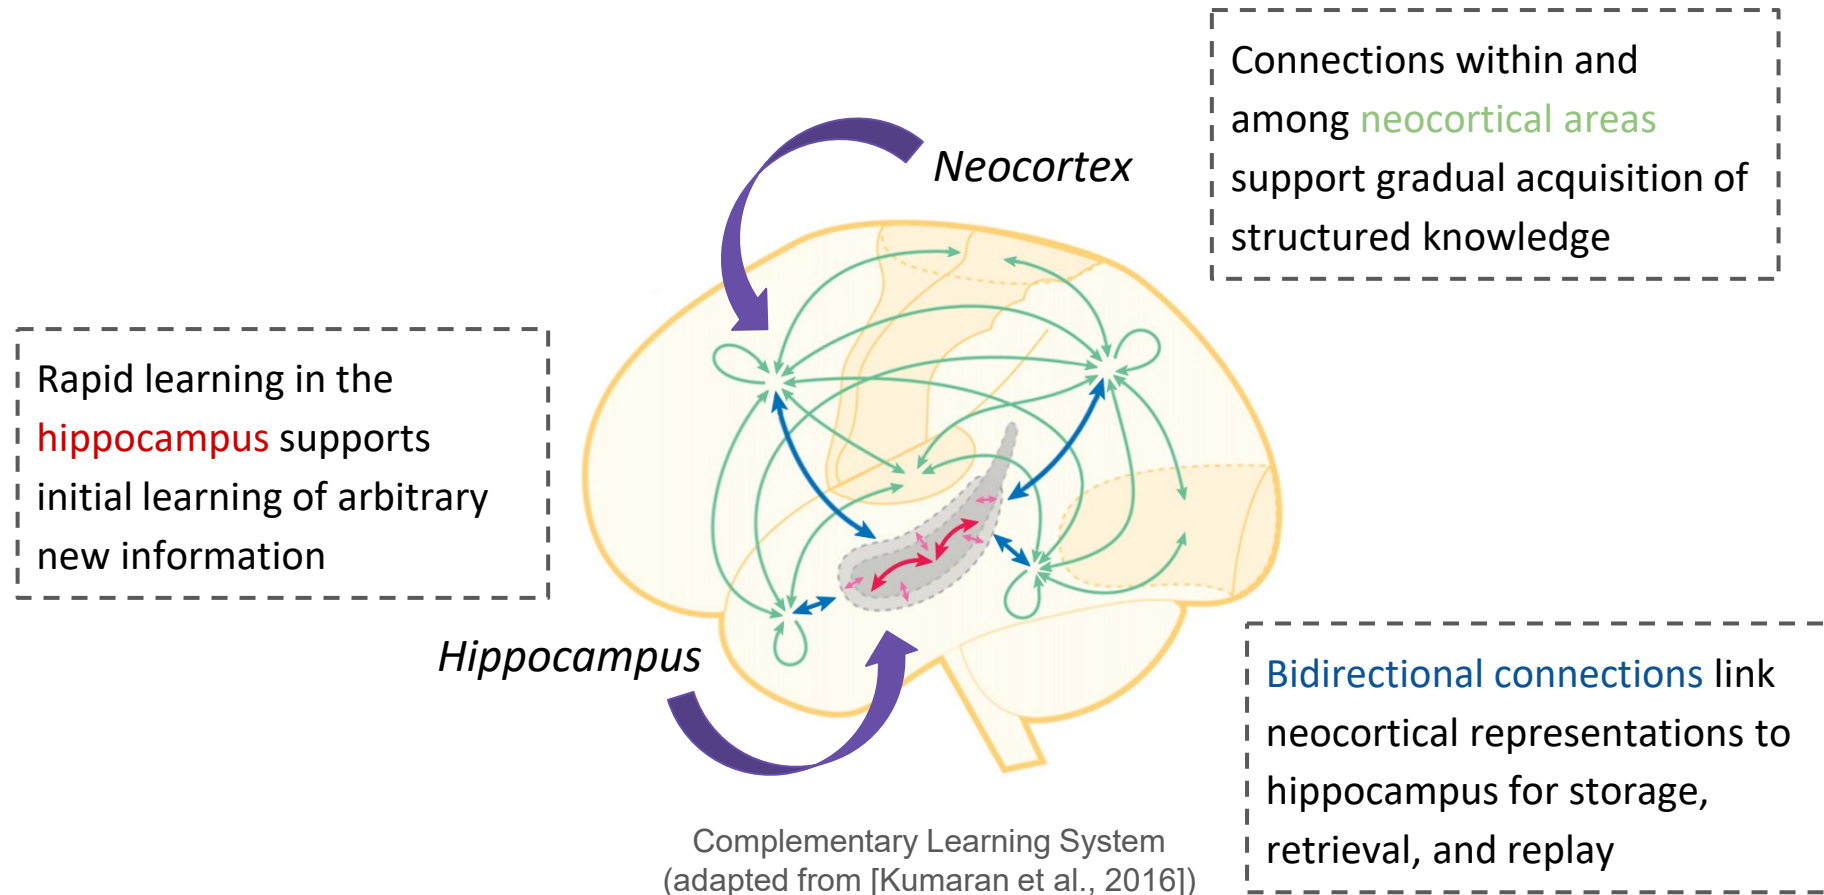 Connections within and
among neocortical areas
support gradual acquisition of
structured knowledge
Neocortex
Rapid learning in the
hippocampus supports
initial learning of arbitrary
new information
Hippocampus
Bidirectional connections link
neocortical representations to
hippocampus for storage,
retrieval, and replay
Complementary Learning System
(adapted from [Kumaran et al., 2016])